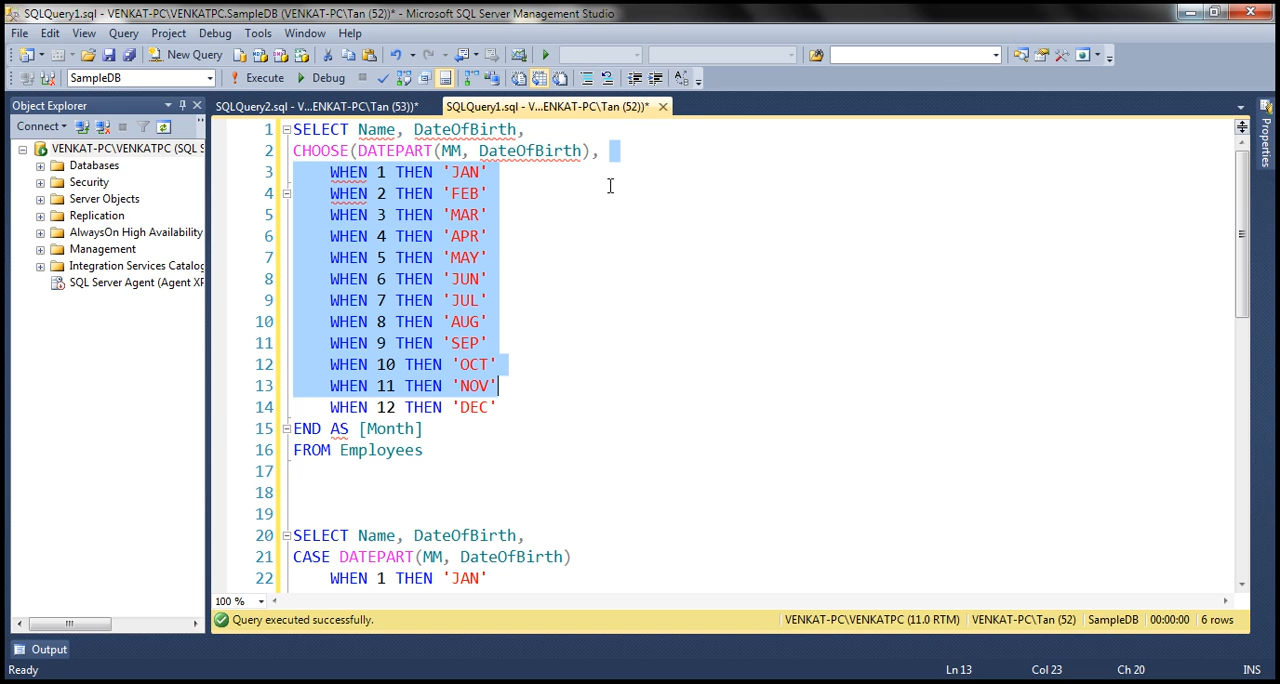 SQLQuery1.sql - VENKAT-PC\VENKATPC.SampleDB (VENKAT-PC\Tan (52))* - Microsoft SQL Server Management Studio
File Edit View Query Project Debug Tools Window Help
New Query
SampleDB Execute Debug
Object Explorer
SQLQuery2.sql - V...ENKAT-PC\Tan (53))* SQLQuery1.sql - V...ENKAT-PC\Tan (52))*
Connect
VENKAT-PC\VENKATPC (SQL S
Databases
Security
Server Objects
Replication
AlwaysOn High Availability
Management
Integration Services Catalog
SQL Server Agent (Agent XP
1 SELECT Name, DateOfBirth,
2 CHOOSE(DATEPART(MM, DateOfBirth),
3 WHEN 1 THEN 'JAN'
4 WHEN 2 THEN 'FEB'
5 WHEN 3 THEN 'MAR'
6 WHEN 4 THEN 'APR'
7 WHEN 5 THEN 'MAY'
8 WHEN 6 THEN 'JUN'
9 WHEN 7 THEN 'JUL'
10 WHEN 8 THEN 'AUG'
11 WHEN 9 THEN 'SEP'
12 WHEN 10 THEN 'OCT'
13 WHEN 11 THEN 'NOV'
14 WHEN 12 THEN 'DEC'
15 END AS [Month]
16 FROM Employees
17
18
19
20 SELECT Name, DateOfBirth,
21 CASE DATEPART(MM, DateOfBirth)
22 WHEN 1 THEN 'JAN'
100 %
Query executed successfully. VENKAT-PC\VENKATPC (11.0 RTM) VENKAT-PC\Tan (52) SampleDB 00:00:00 6 rows
Properties
Output
Ready Ln 13 Col 23 Ch 20 INS